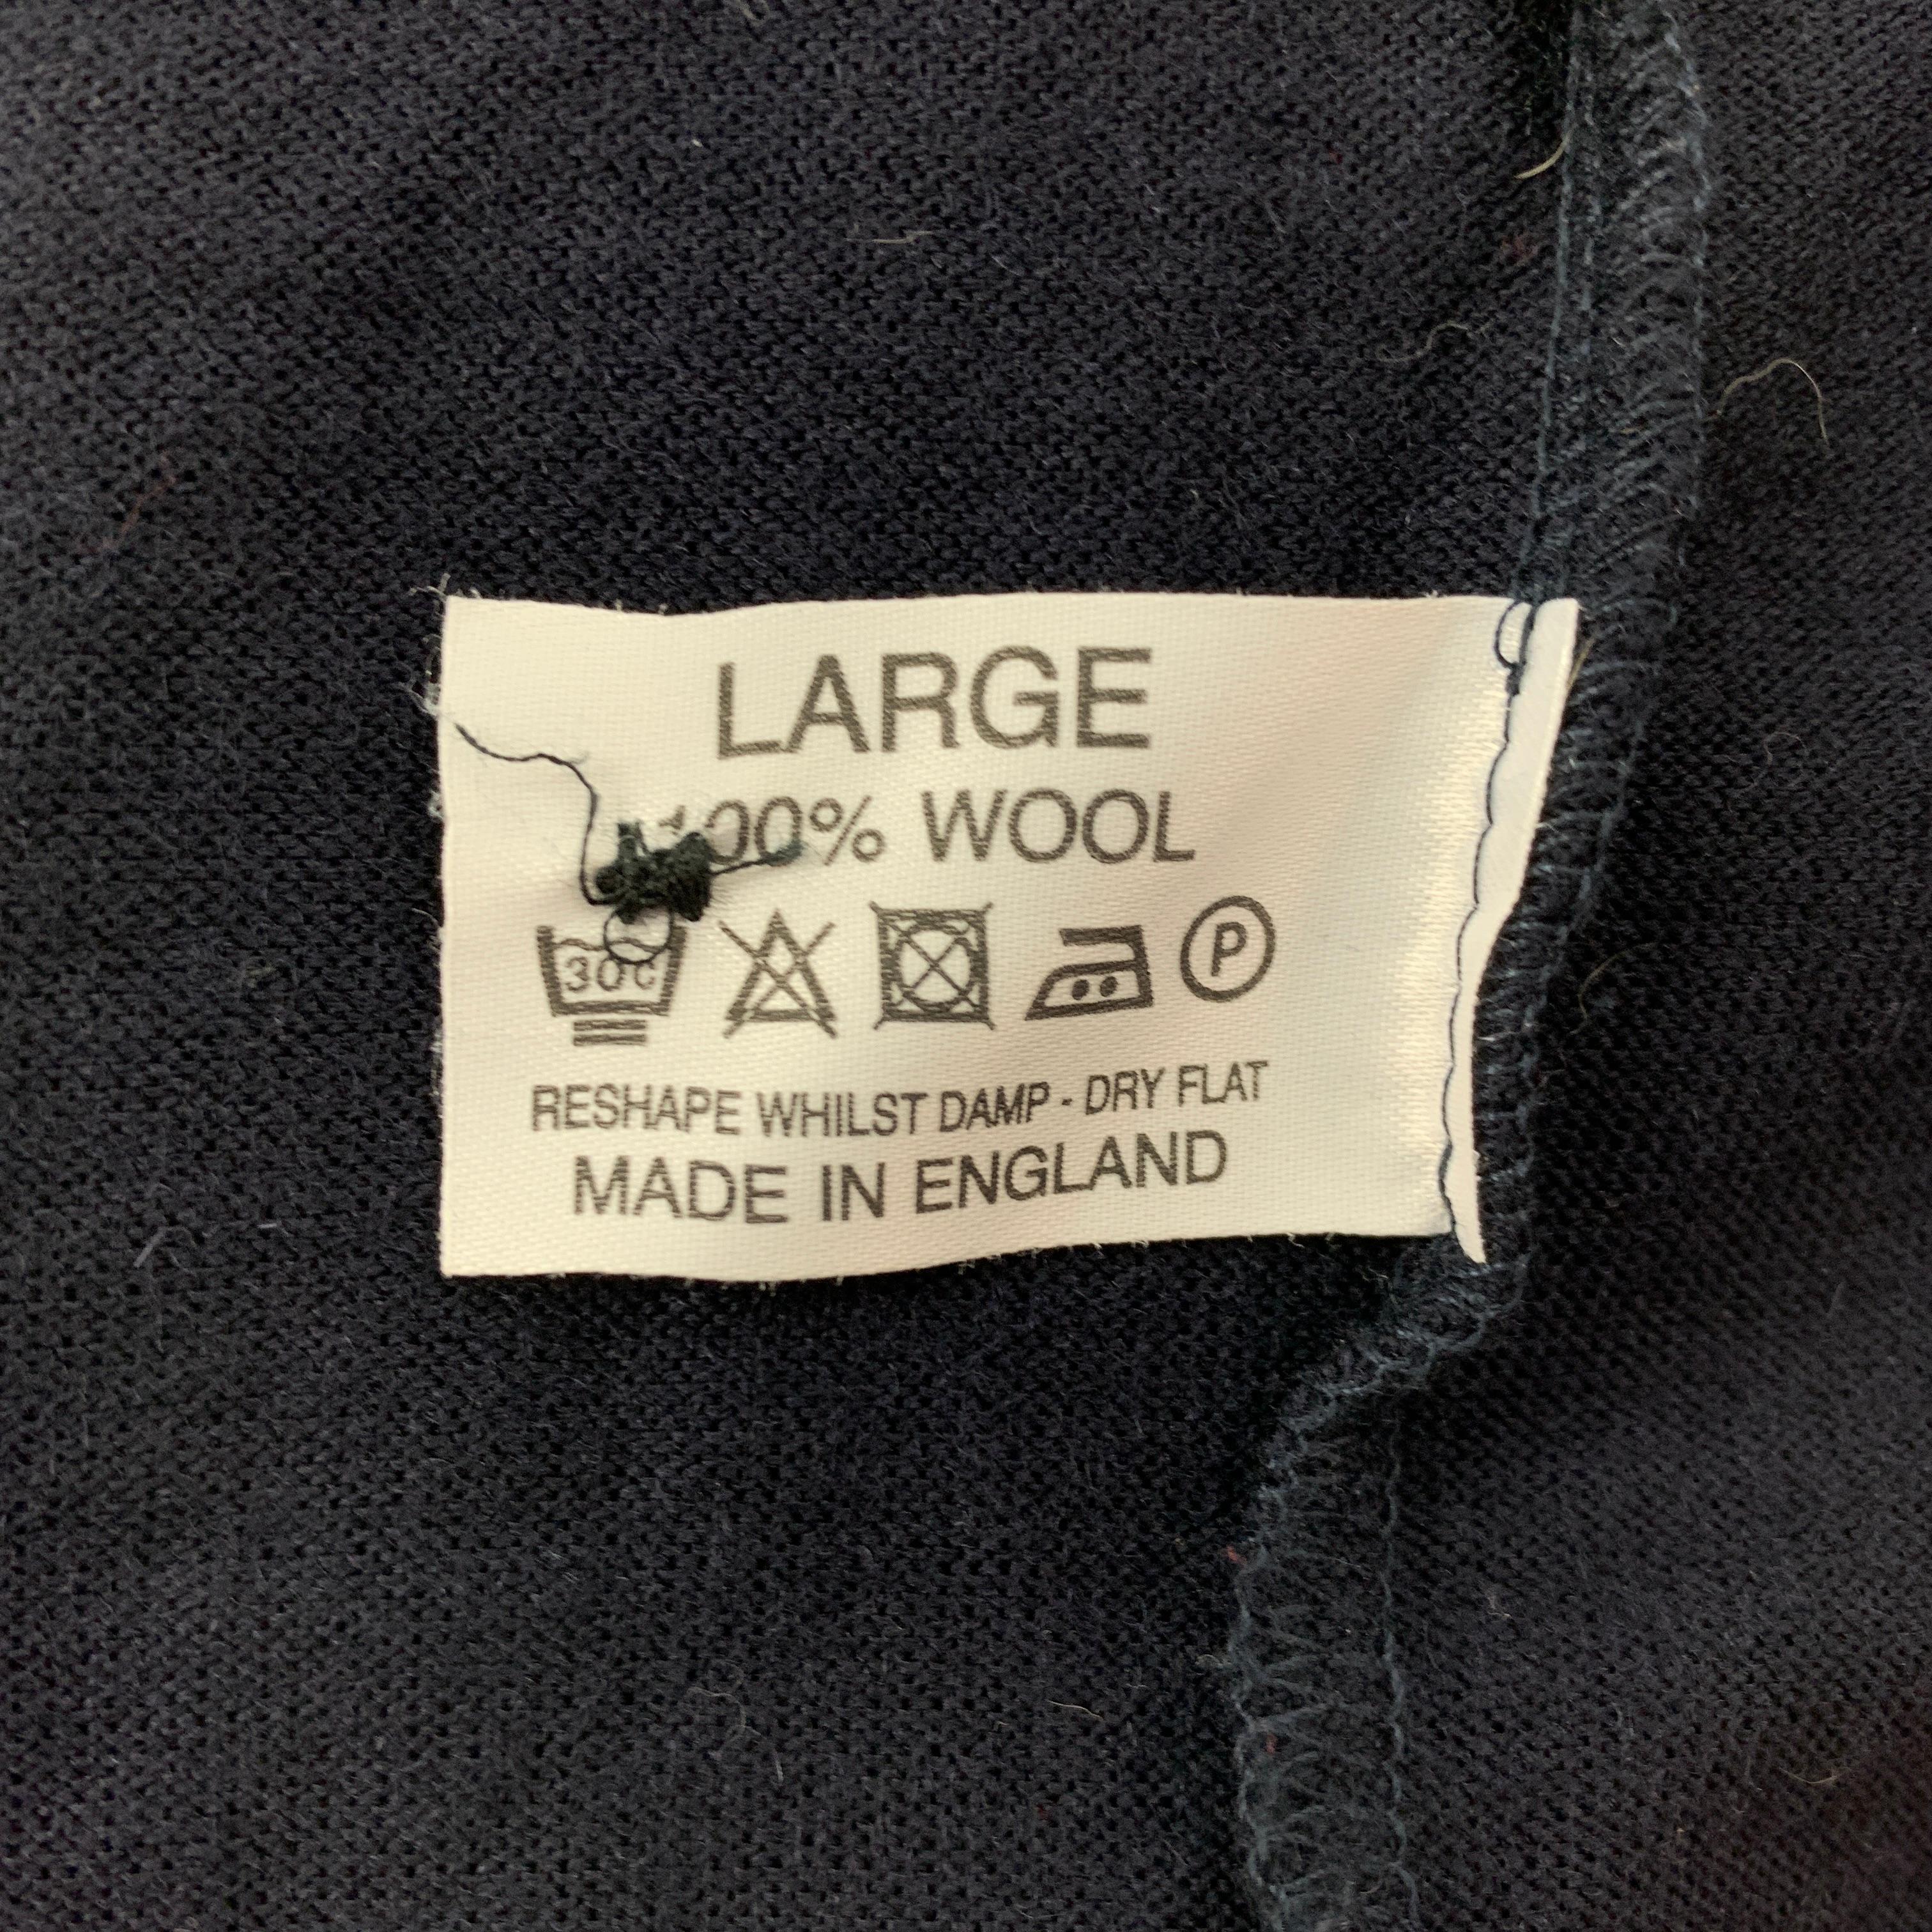 LARGE
100% WOOL
30c P
RESHAPE WHILST DAMP - DRY FLAT
MADE IN ENGLAND